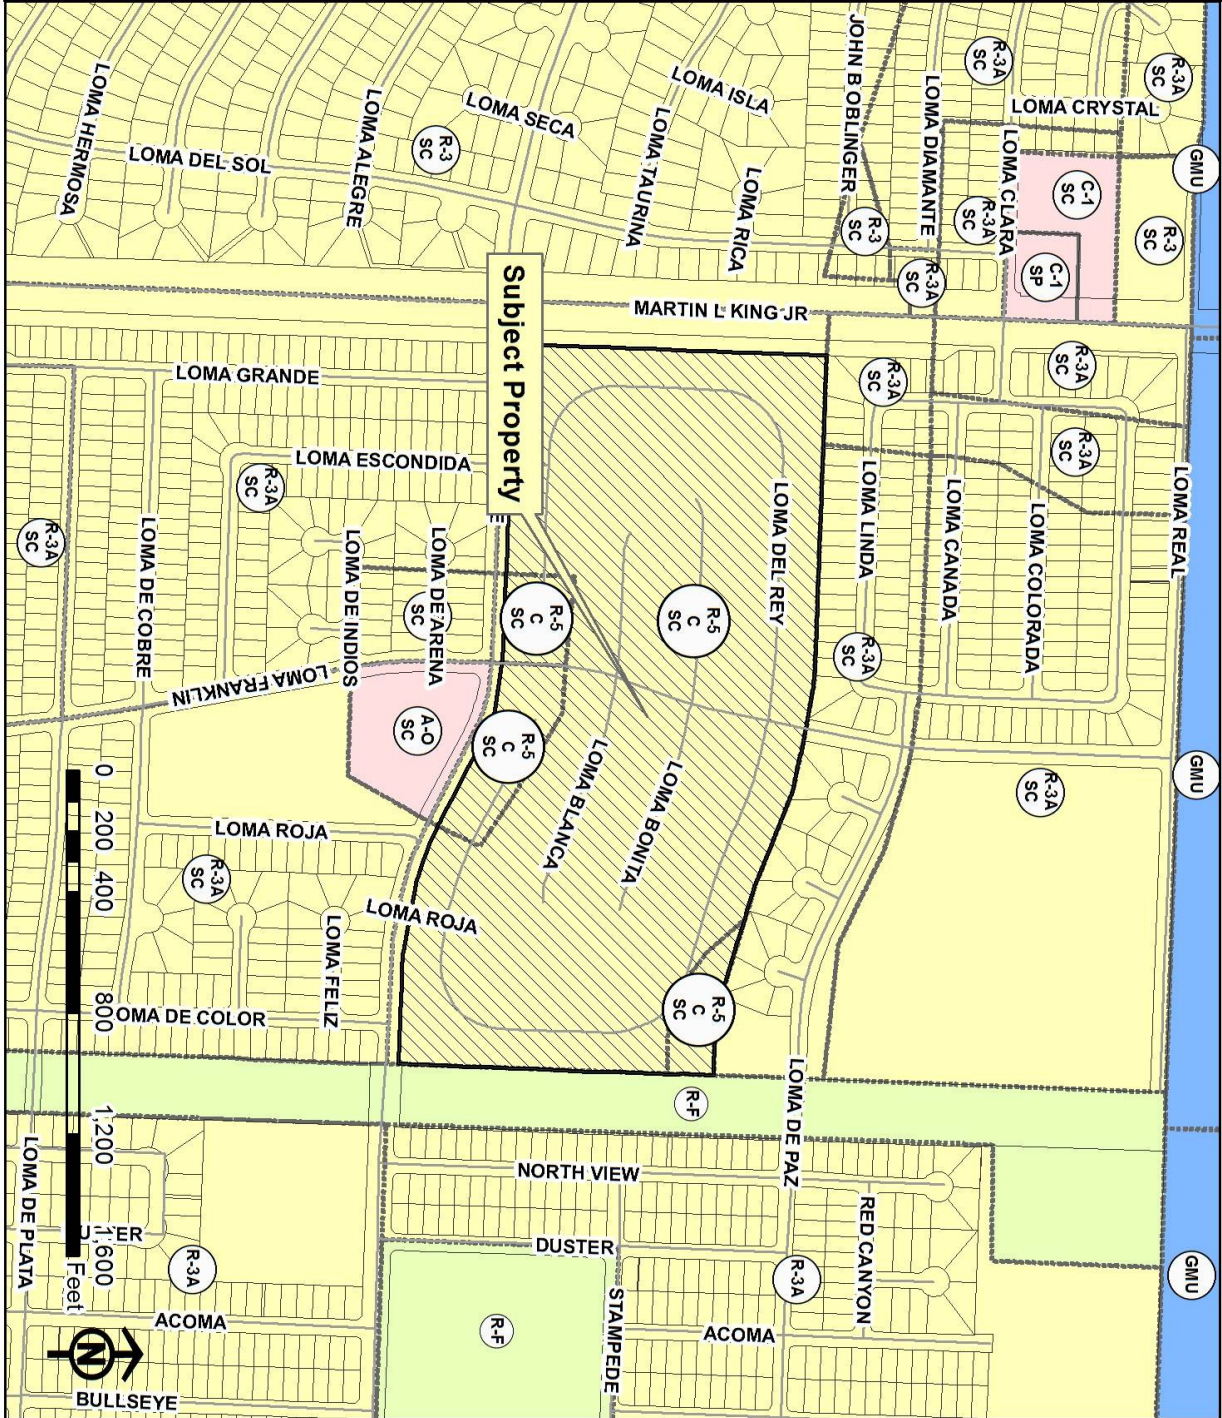 LOMA HERMOSA
LOMA DEL SOL
LOMA ALEGRE
R-3
SC
LOMA SECA
LOMA ISLA
LOMA TAURINA
LOMA RICA
JOHN B OBLINGER
LOMA DIAMANTE
R-3A
SC
R-3A
SC
LOMA CRYSTAL
LOMA CLARA
GMU
C-1
SC
R-3A
SC
R-3
SC
R-3
SC
C-1
SP
R-3A
SC
MARTIN L KING JR
Subject Property
LOMA GRANDE
LOMA ESCONDIDA
R-3A
SC
R-3A
SC
R-3A
SC
R-3A
SC
R-3A
SC
LOMA DE COBRE
LOMA DE INDIOS
LOMA DE ARENA
SC
E
LOMA DEL REY
LOMA LINDA
LOMA CANADA
LOMA COLORADA
LOMA REAL
R-5
C
SC
R-5
C
SC
R-3A
SC
LOMA FRANKLIN
A-O
SC
R-5
C
SC
LOMA BLANCA
LOMA BONITA
R-3A
SC
GMU
LOMA ROJA
R-3A
SC
LOMA ROJA
LOMA FELIZ
OMA DE COLOR
R-5
C
SC
LOMA DE PAZ
R-F
NORTH VIEW
RED CANYON
DUSTER
STAMPEDE
R-3A
GMU
LOMA DE PLATA
R-3A
ACOMA
R-F
ACOMA
BULLSEYE
0 200 400 800 1,200 1,600
Feet
N